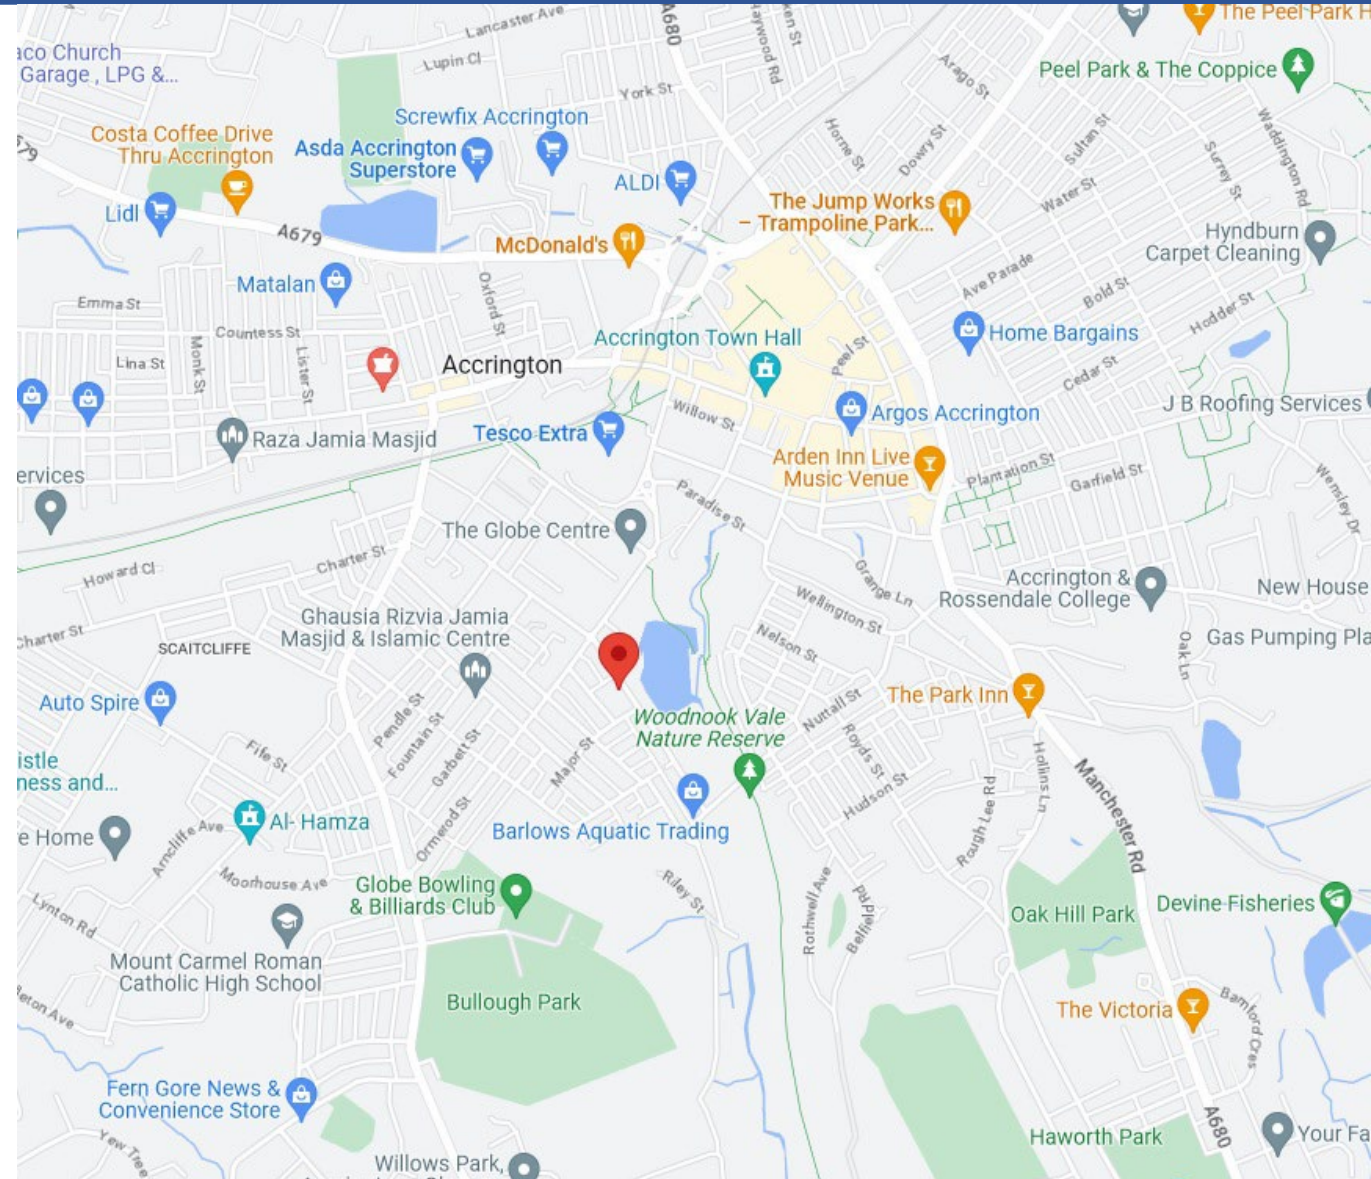 Lancaster Ave
A680
Haywood Rd
The Peel Park H
aco Church
Garage , LPG &...
Lupin Cl
Arago St
Peel Park & The Coppice
York St
Screwfix Accrington
Costa Coffee Drive
Thru Accrington
Asda Accrington
Superstore
Horne St
Dowry St
Sultan St
Surrey St
Waddington Rd
ALDI
Water St
Lidl
The Jump Works
– Trampoline Park...
A679
McDonald's
Hyndburn
Carpet Cleaning
Matalan
Oxford St
Ave Parade
Bold St
Emma St
Countess St
Hodder St
Accrington Town Hall
Home Bargains
Lina St
Monk St
Lister St
Accrington
Peel St
Cedar St
Willow St
Argos Accrington
J B Roofing Services
Raza Jamia Masjid
Tesco Extra
Arden Inn Live
Music Venue
Plantation St
Garfield St
ervices
Wensley Dr
Paradise St
The Globe Centre
Charter St
Howard Cl
Grange Ln
Accrington &
Rossendale College
New House
Wellington St
Ghausia Rizvia Jamia
Masjid & Islamic Centre
Charter St
SCAITCLIFFE
Nelson St
Oak Ln
Gas Pumping Pla
Auto Spire
Pendle St
Fountain St
Garbett St
Major St
Woodnook Vale
Nature Reserve
Nuttall St
The Park Inn
Royds St
Fife St
istle
ness and...
Hudson St
Hollins Ln
Manchester Rd
Rough Lee Rd
Al- Hamza
Arncliffe Ave
e Home
Ormerod St
Barlows Aquatic Trading
Moorhouse Ave
Globe Bowling
& Billiards Club
Riley St
Rothwell Ave
Belfield Rd
Lynton Rd
Oak Hill Park
Devine Fisheries
Mount Carmel Roman
Catholic High School
Bullough Park
The Victoria
Bamford Cres
Fern Gore News &
Convenience Store
A680
Yew Tree
Haworth Park
Your Fa
Willows Park,